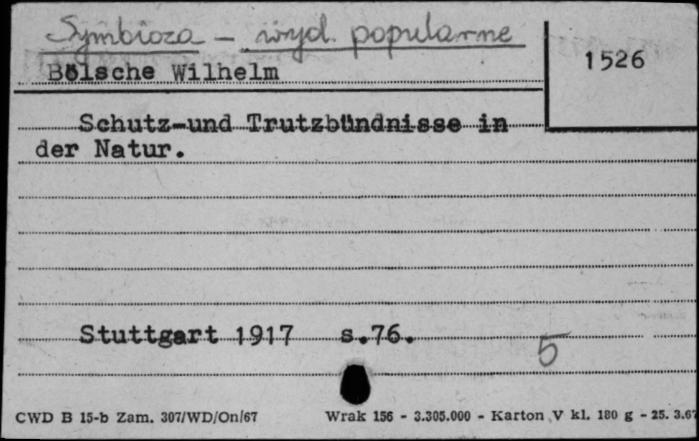 Symbioza - wyd. popularne
1526
Bölsche Wilhelm
Schutz-und Trutzbündnisse in
der Natur.
Stuttgart 1917 s.76.
5
CWD B 15-b Zam. 307/WD/On/67 Wrak 156 - 3.305.000 - Karton V kl. 180 g - 25. 3.67